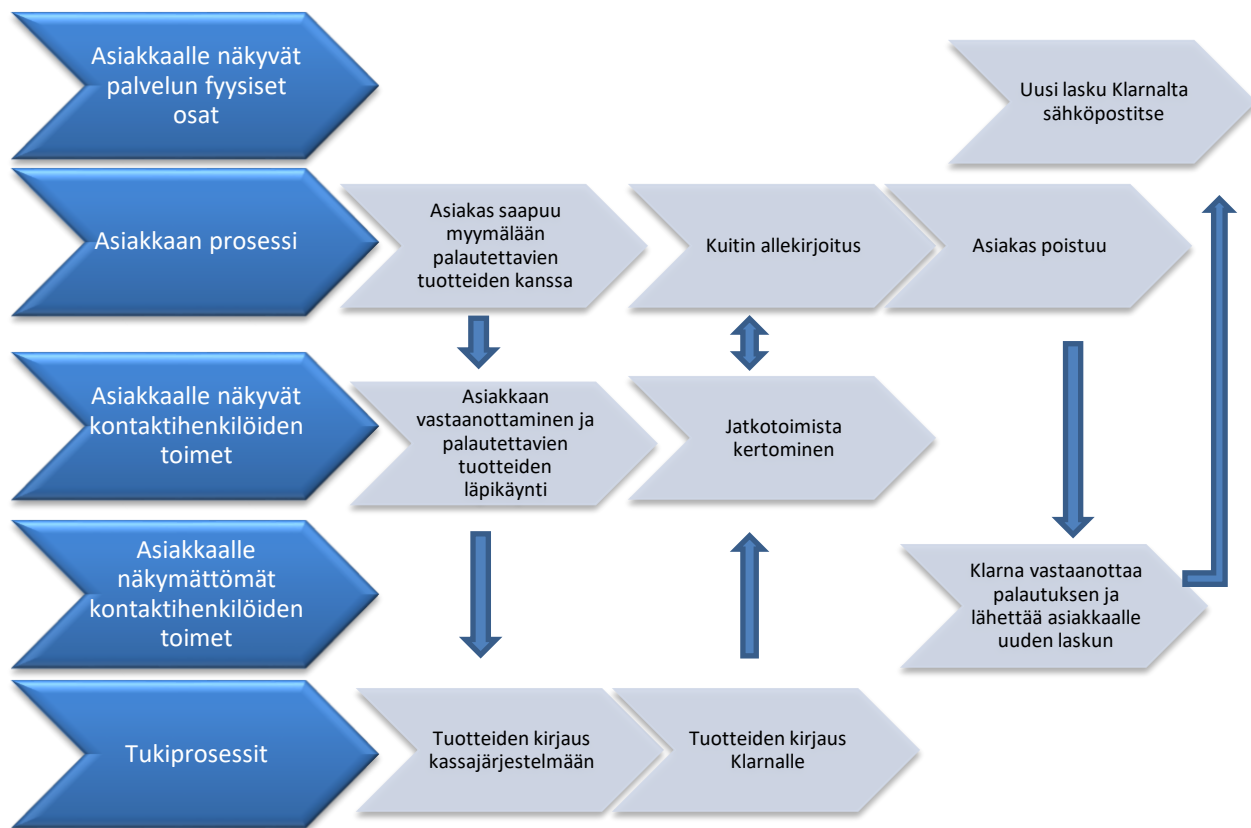 Asiakkaalle näkyvät
palvelun fyysiset
osat
Uusi lasku Klarnalta
sähköpostitse
Asiakkaan prosessi
Asiakas saapuu
myymälään
palautettavien
tuotteiden kanssa
Kuitin allekirjoitus
Asiakas poistuu
Asiakkaalle näkyvät
kontaktihenkilöiden
toimet
Asiakkaan
vastaanottaminen ja
palautettavien
tuotteiden
läpikäynti
Jatkotoimista
kertominen
Asiakkaalle
näkymättömät
kontaktihenkilöiden
toimet
Klarna vastaanottaa
palautuksen ja
lähettää asiakkaalle
uuden laskun
Tukiprosessit
Tuotteiden kirjaus
kassajärjestelmään
Tuotteiden kirjaus
Klarnalle